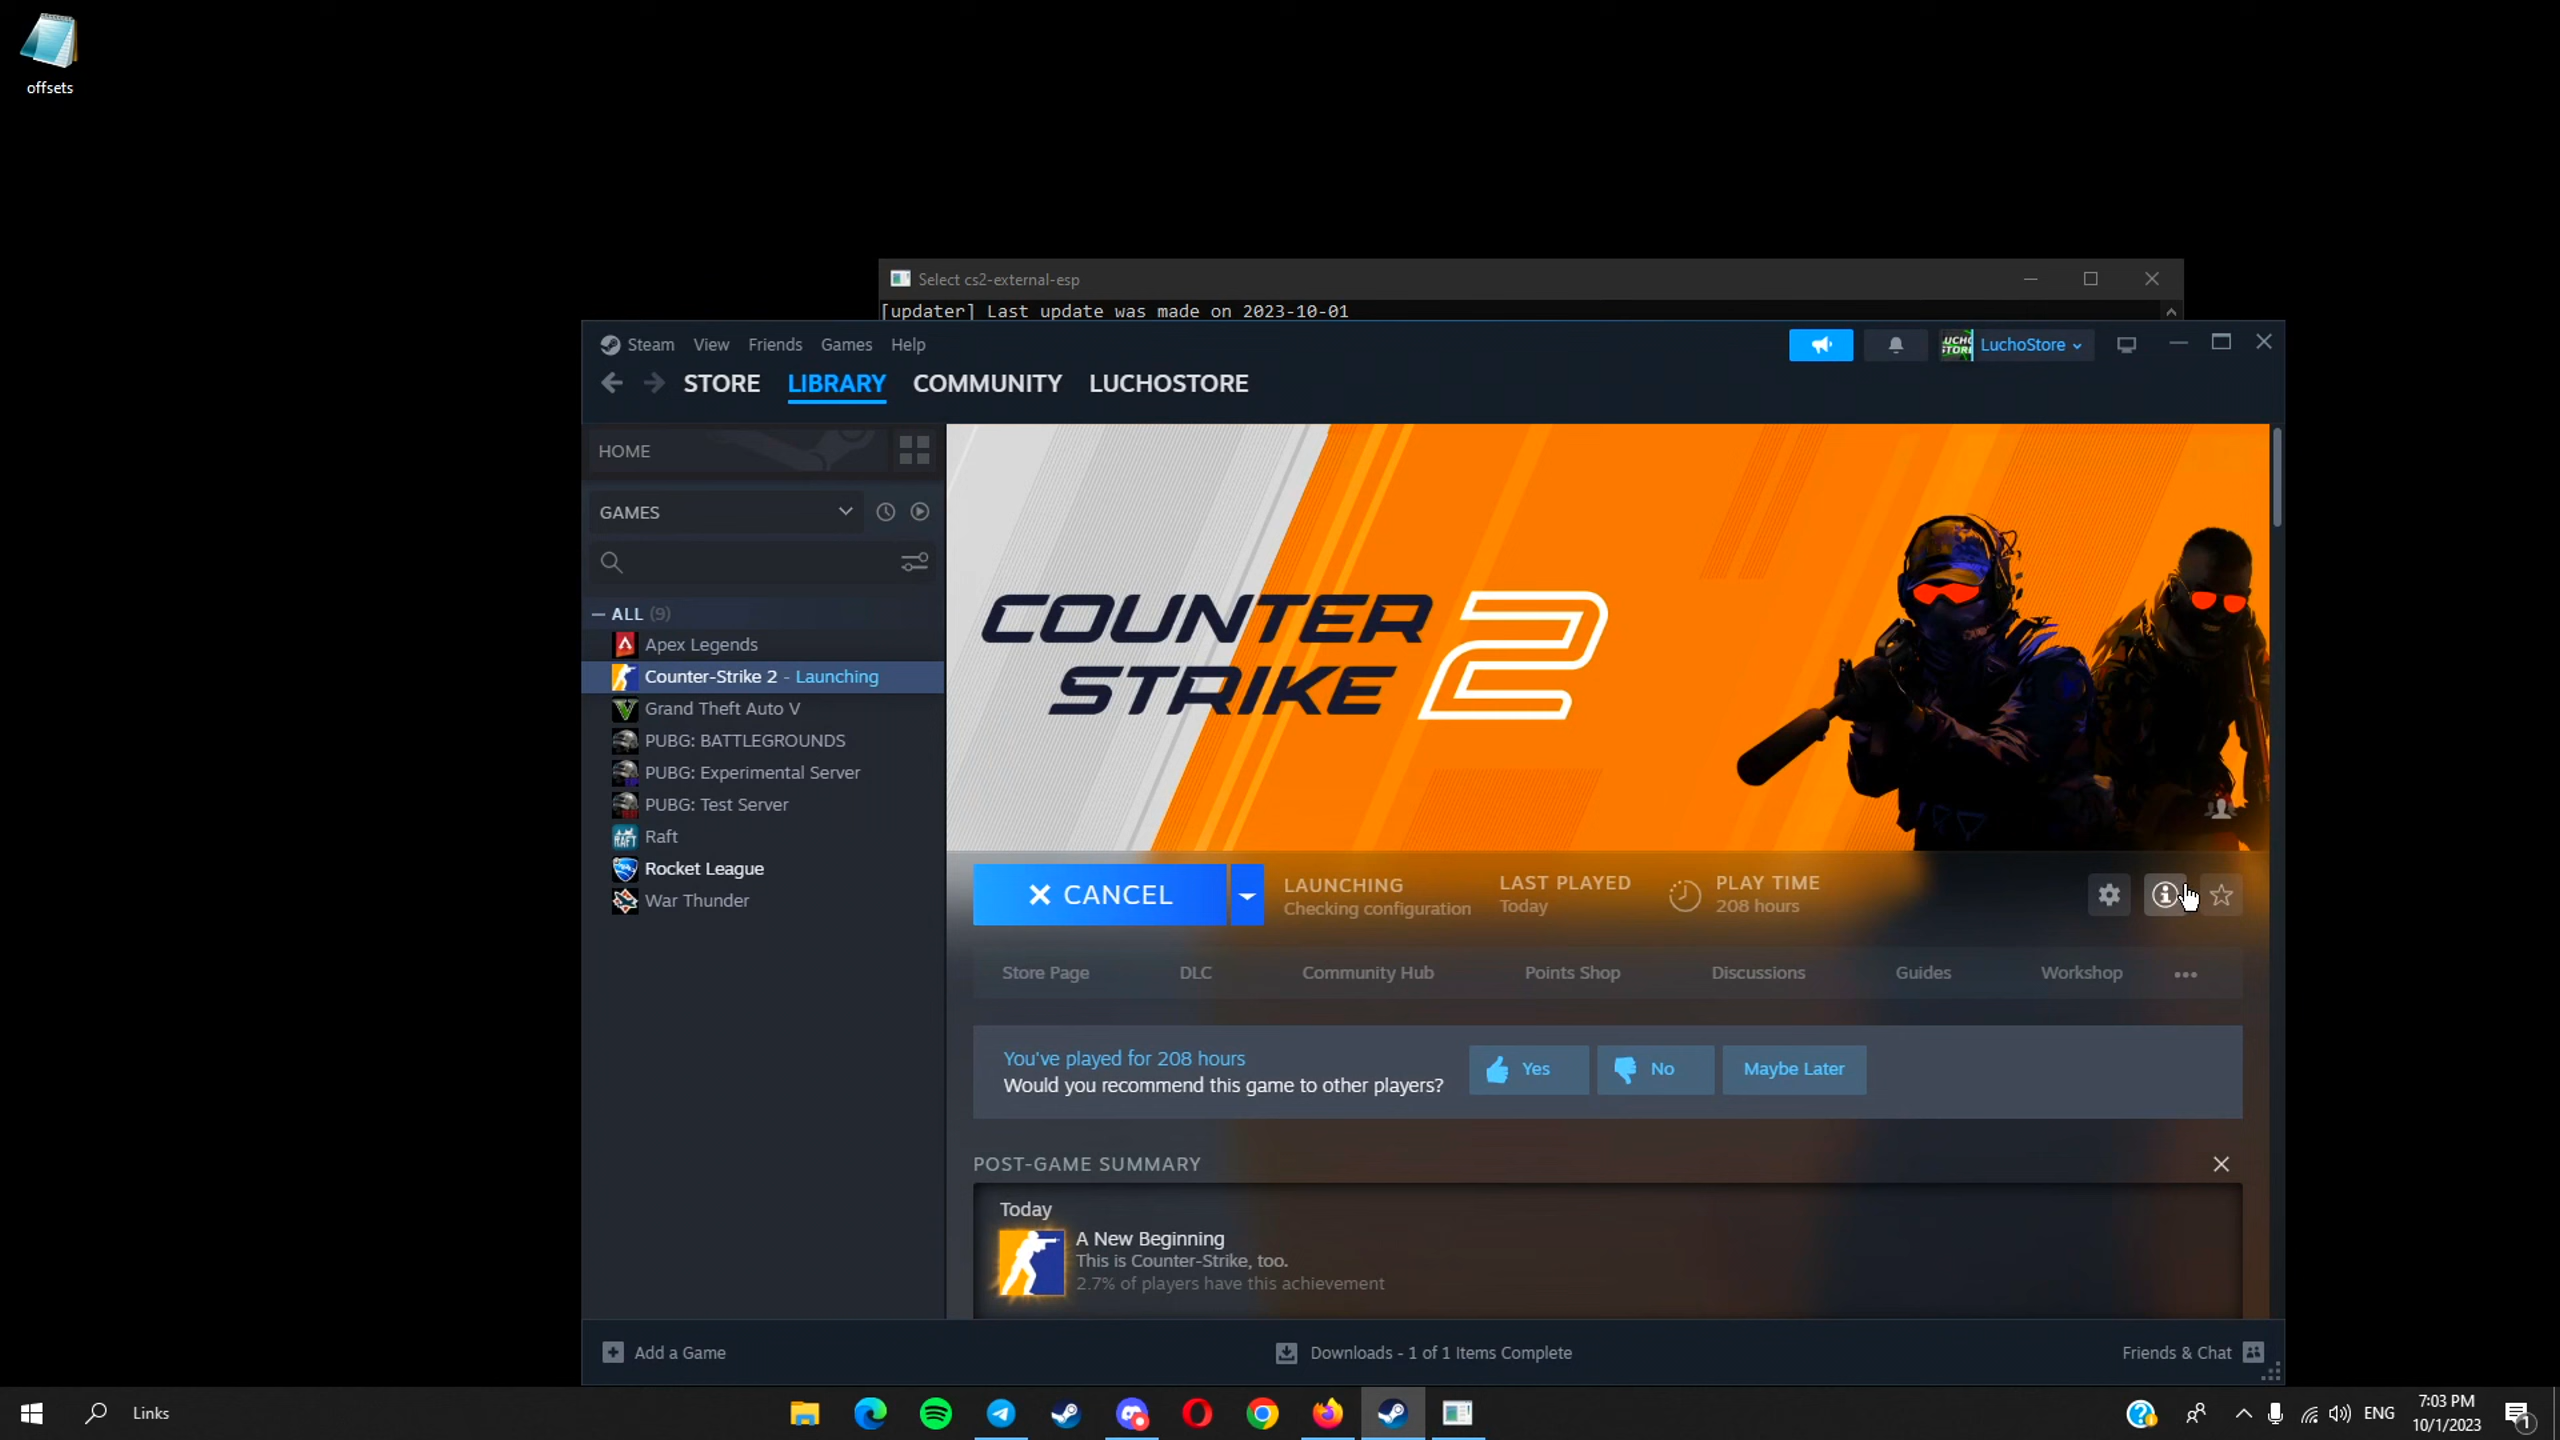 offsets
Select cs2-external-esp
[updater] Last update was made on 2023-10-01
Steam View Friends Games Help
LUCHO
STORE
LuchoStore
STORE LIBRARY COMMUNITY LUCHOSTORE
HOME
GAMES
ALL (9)
Apex Legends
Counter-Strike 2 - Launching
Grand Theft Auto V
PUBG: BATTLEGROUNDS
PUBG: Experimental Server
PUBG: Test Server
RAFT
Raft
Rocket League
War Thunder
COUNTER
STRIKE 2
CANCEL
LAUNCHING
Checking configuration
LAST PLAYED
Today
PLAY TIME
208 hours
Store Page DLC Community Hub Points Shop Discussions Guides Workshop
You've played for 208 hours
Would you recommend this game to other players?
Yes No Maybe Later
POST-GAME SUMMARY
Today
A New Beginning
This is Counter-Strike, too.
2.7% of players have this achievement
Add a Game
Downloads - 1 of 1 Items Complete
Friends & Chat
Links
ENG
7:03 PM
10/1/2023
1